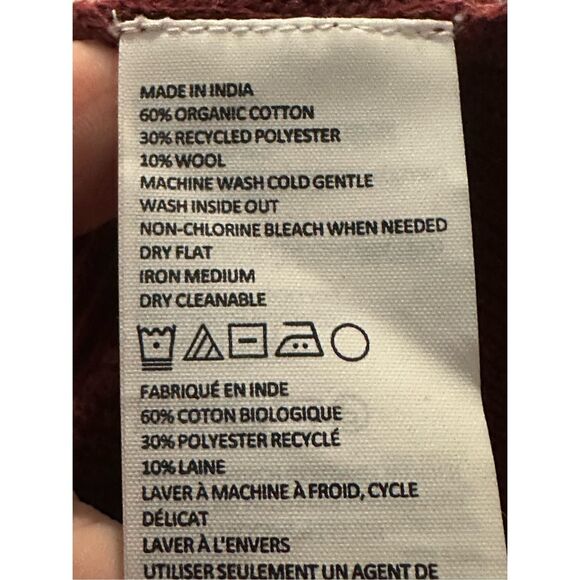 MADE IN INDIA
60% ORGANIC COTTON
30% RECYCLED POLYESTER
10% WOOL
MACHINE WASH COLD GENTLE
WASH INSIDE OUT
NON-CHLORINE BLEACH WHEN NEEDED
DRY FLAT
IRON MEDIUM
DRY CLEANABLE
FABRIQUÉ EN INDE
60% COTON BIOLOGIQUE
30% POLYESTER RECYCLÉ
10% LAINE
LAVER À MACHINE À FROID, CYCLE
DÉLICAT
LAVER À L'ENVERS
UTILISER SEULEMENT UN AGENT DE